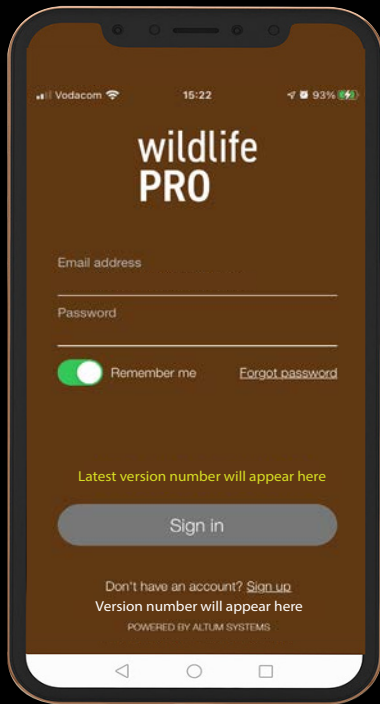 Vodacom 15:22 93%
wildlife
PRO
Email address
Password
Remember me Forgot password
Latest version number will appear here
Sign in
Don't have an account? Sign up
Version number will appear here
POWERED BY ALTUM SYSTEMS